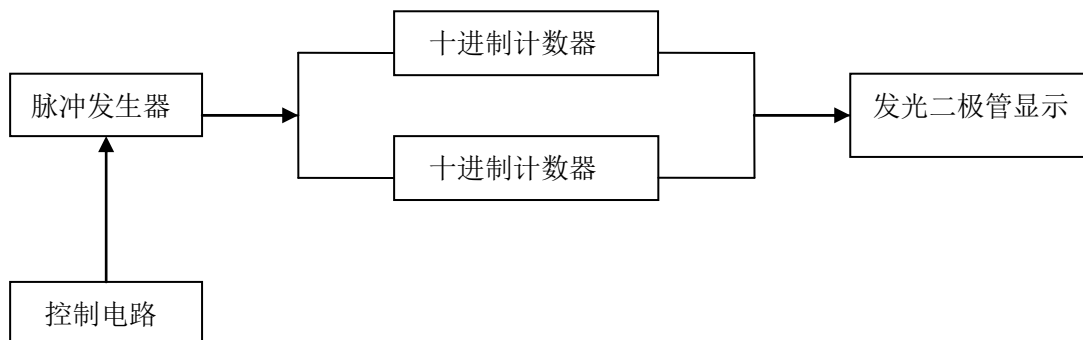 十进制计数器
脉冲发生器
发光二极管显示
十进制计数器
控制电路